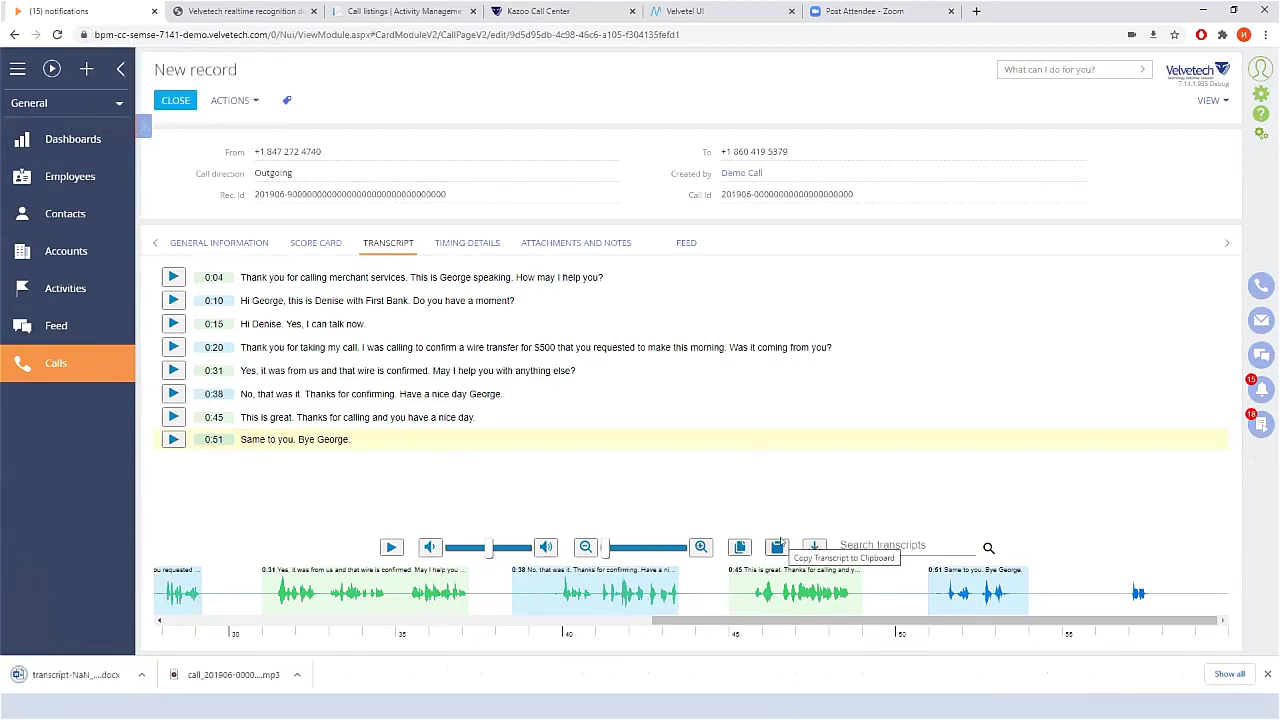 (15) notifications
Velvetech realtime recognition d
Call listings | Activity Manageme
Kazoo Call Center
Velvetel UI
Post Attendee - Zoom
bpm-cc-semse-7141-demo.velvetech.com/0/Nui/ViewModule.aspx#CardModuleV2/CallPageV2/edit/9d5d95db-4c98-46c6-a105-f304135fefd1
New record
What can I do for you?
Velvetech
7.14.1.935 Debug
General
CLOSE
ACTIONS
VIEW
Dashboards
Employees
Contacts
Accounts
Activities
Feed
Calls
From +1 847 272 4740
To +1 860 419 5379
Call direction Outgoing
Created by Demo Call
Rec. Id
Call Id
GENERAL INFORMATION
SCORE CARD
TRANSCRIPT
TIMING DETAILS
ATTACHMENTS AND NOTES
FEED
0:04 Thank you for calling merchant services. This is George speaking. How may I help you?
0:10 Hi George, this is Denise with First Bank. Do you have a moment?
0:15 Hi Denise. Yes, I can talk now.
0:20 Thank you for taking my call. I was calling to confirm a wire transfer for $500 that you requested to make this morning. Was it coming from you?
0:31 Yes, it was from us and that wire is confirmed. May I help you with anything else?
0:38 No, that was it. Thanks for confirming. Have a nice day George.
0:45 This is great. Thanks for calling and you have a nice day.
0:51 Same to you. Bye George.
15
18
Search transcripts
Copy Transcript to Clipboard
ou requested ...
0:31 Yes, it was from us and that wire is confirmed. May I help you ...
0:38 No, that was it. Thanks for confirming. Have a ni...
0:45 This is great. Thanks for calling and y...
0:51 Same to you. Bye George.
30 35 40 45 50 55
transcript-NaN_....docx
call_201906-0000....mp3
Show all